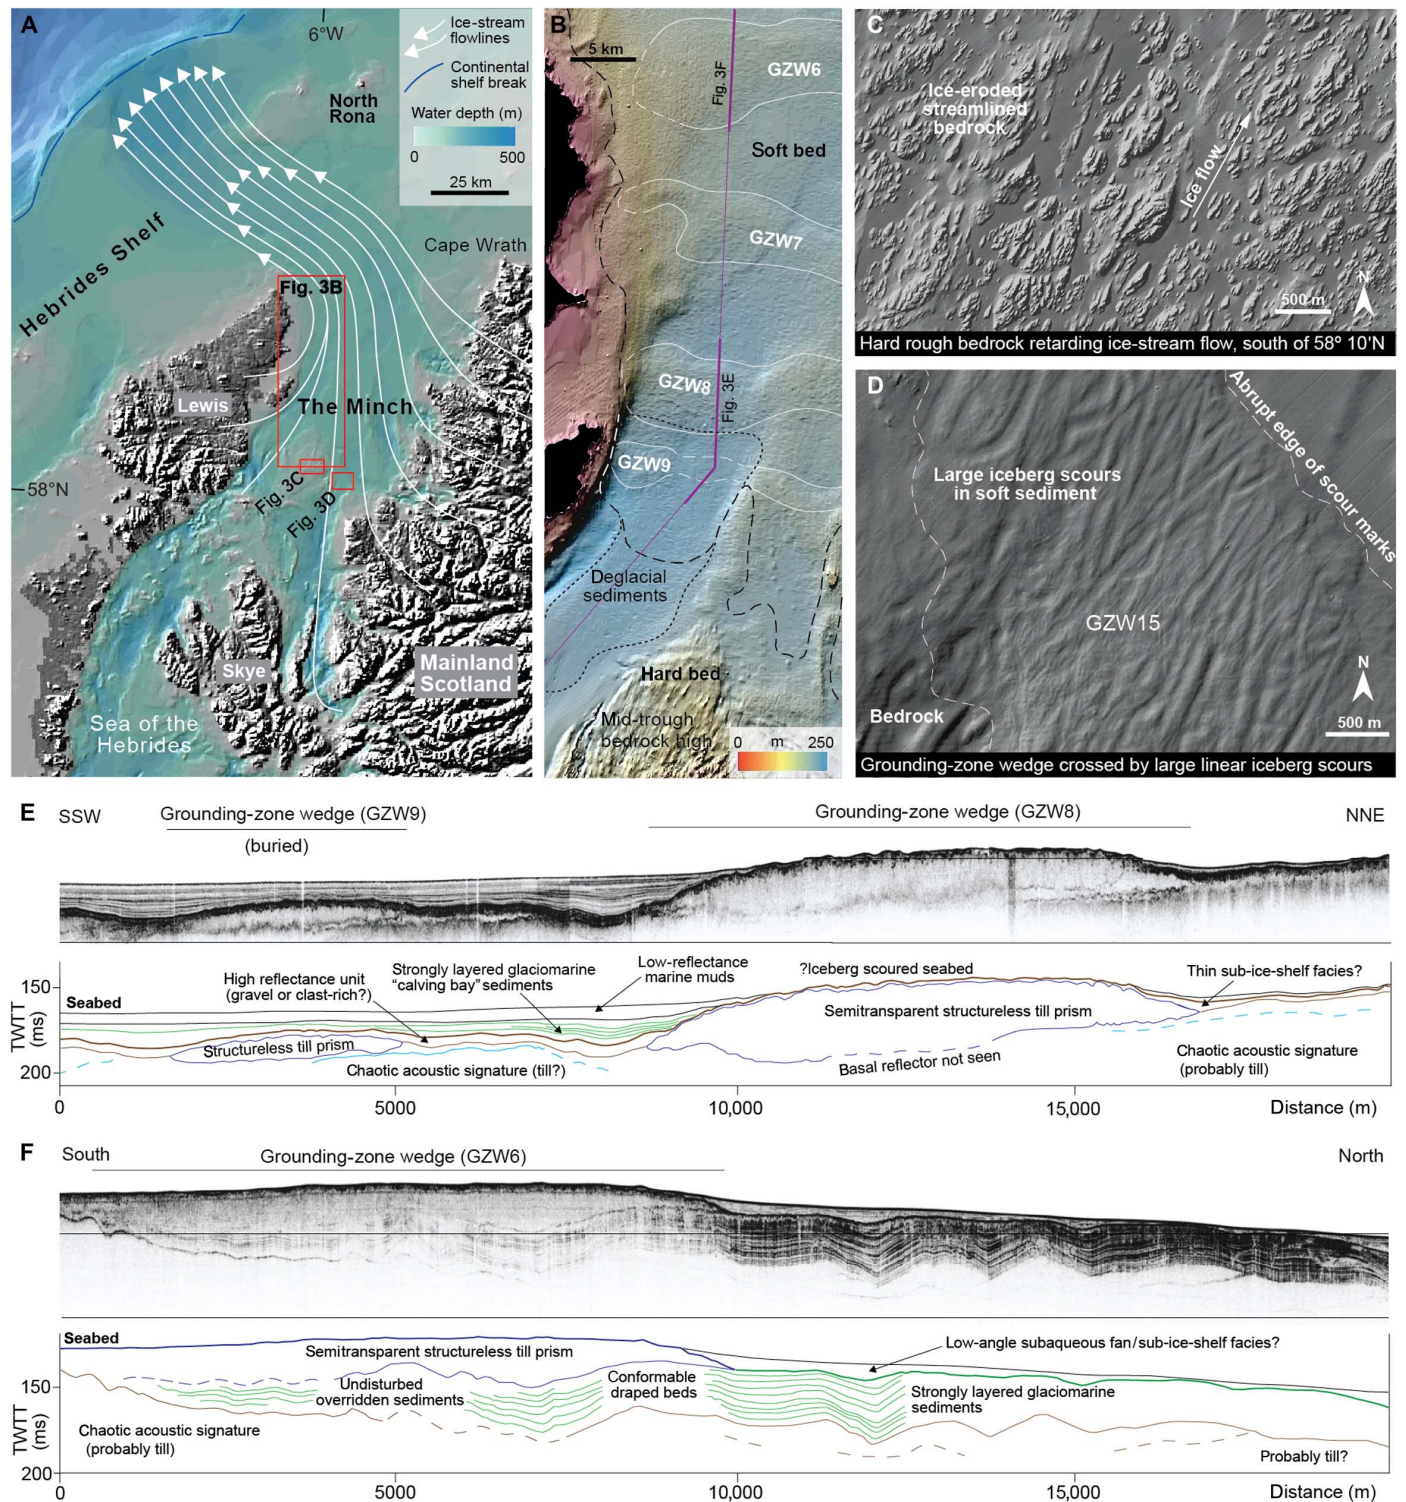 A
6°W
Ice-stream
flowlines
Continental
shelf break
Water depth (m)
0 500
25 km
North
Rona
Hebrides Shelf
Cape Wrath
Fig. 3B
Lewis
The Minch
58°N
Fig. 3C
Fig. 3D
Skye
Mainland
Scotland
Sea of the
Hebrides
B
5 km
Fig. 3F
GZW6
Soft bed
GZW7
GZW8
Fig. 3E
GZW9
Deglacial
sediments
Hard bed
Mid-trough
bedrock high
0 m 250
C
Ice-eroded
streamlined
bedrock
Ice flow
N
500 m
Hard rough bedrock retarding ice-stream flow, south of 58º 10'N
D
Abrupt edge of scour marks
Large iceberg scours
in soft sediment
GZW15
N
Bedrock
500 m
Grounding-zone wedge crossed by large linear iceberg scours
E
SSW
Grounding-zone wedge (GZW9)
(buried)
Grounding-zone wedge (GZW8)
NNE
High reflectance unit
(gravel or clast-rich?)
Strongly layered glaciomarine
“calving bay” sediments
Low-reflectance
marine muds
?Iceberg scoured seabed
Thin sub-ice-shelf facies?
150
Seabed
Semitransparent structureless till prism
TWTT
(ms)
Structureless till prism
Chaotic acoustic signature (till?)
Basal reflector not seen
Chaotic acoustic signature
(probably till)
200
0 5000 10,000 15,000 Distance (m)
F
South
Grounding-zone wedge (GZW6)
North
Seabed
Semitransparent structureless till prism
Low-angle subaqueous fan/sub-ice-shelf facies?
150
Undisturbed
overridden sediments
Conformable
draped beds
Strongly layered glaciomarine
sediments
TWTT
(ms)
Chaotic acoustic signature
(probably till)
Probably till?
200
0 5000 10,000 15,000 Distance (m)